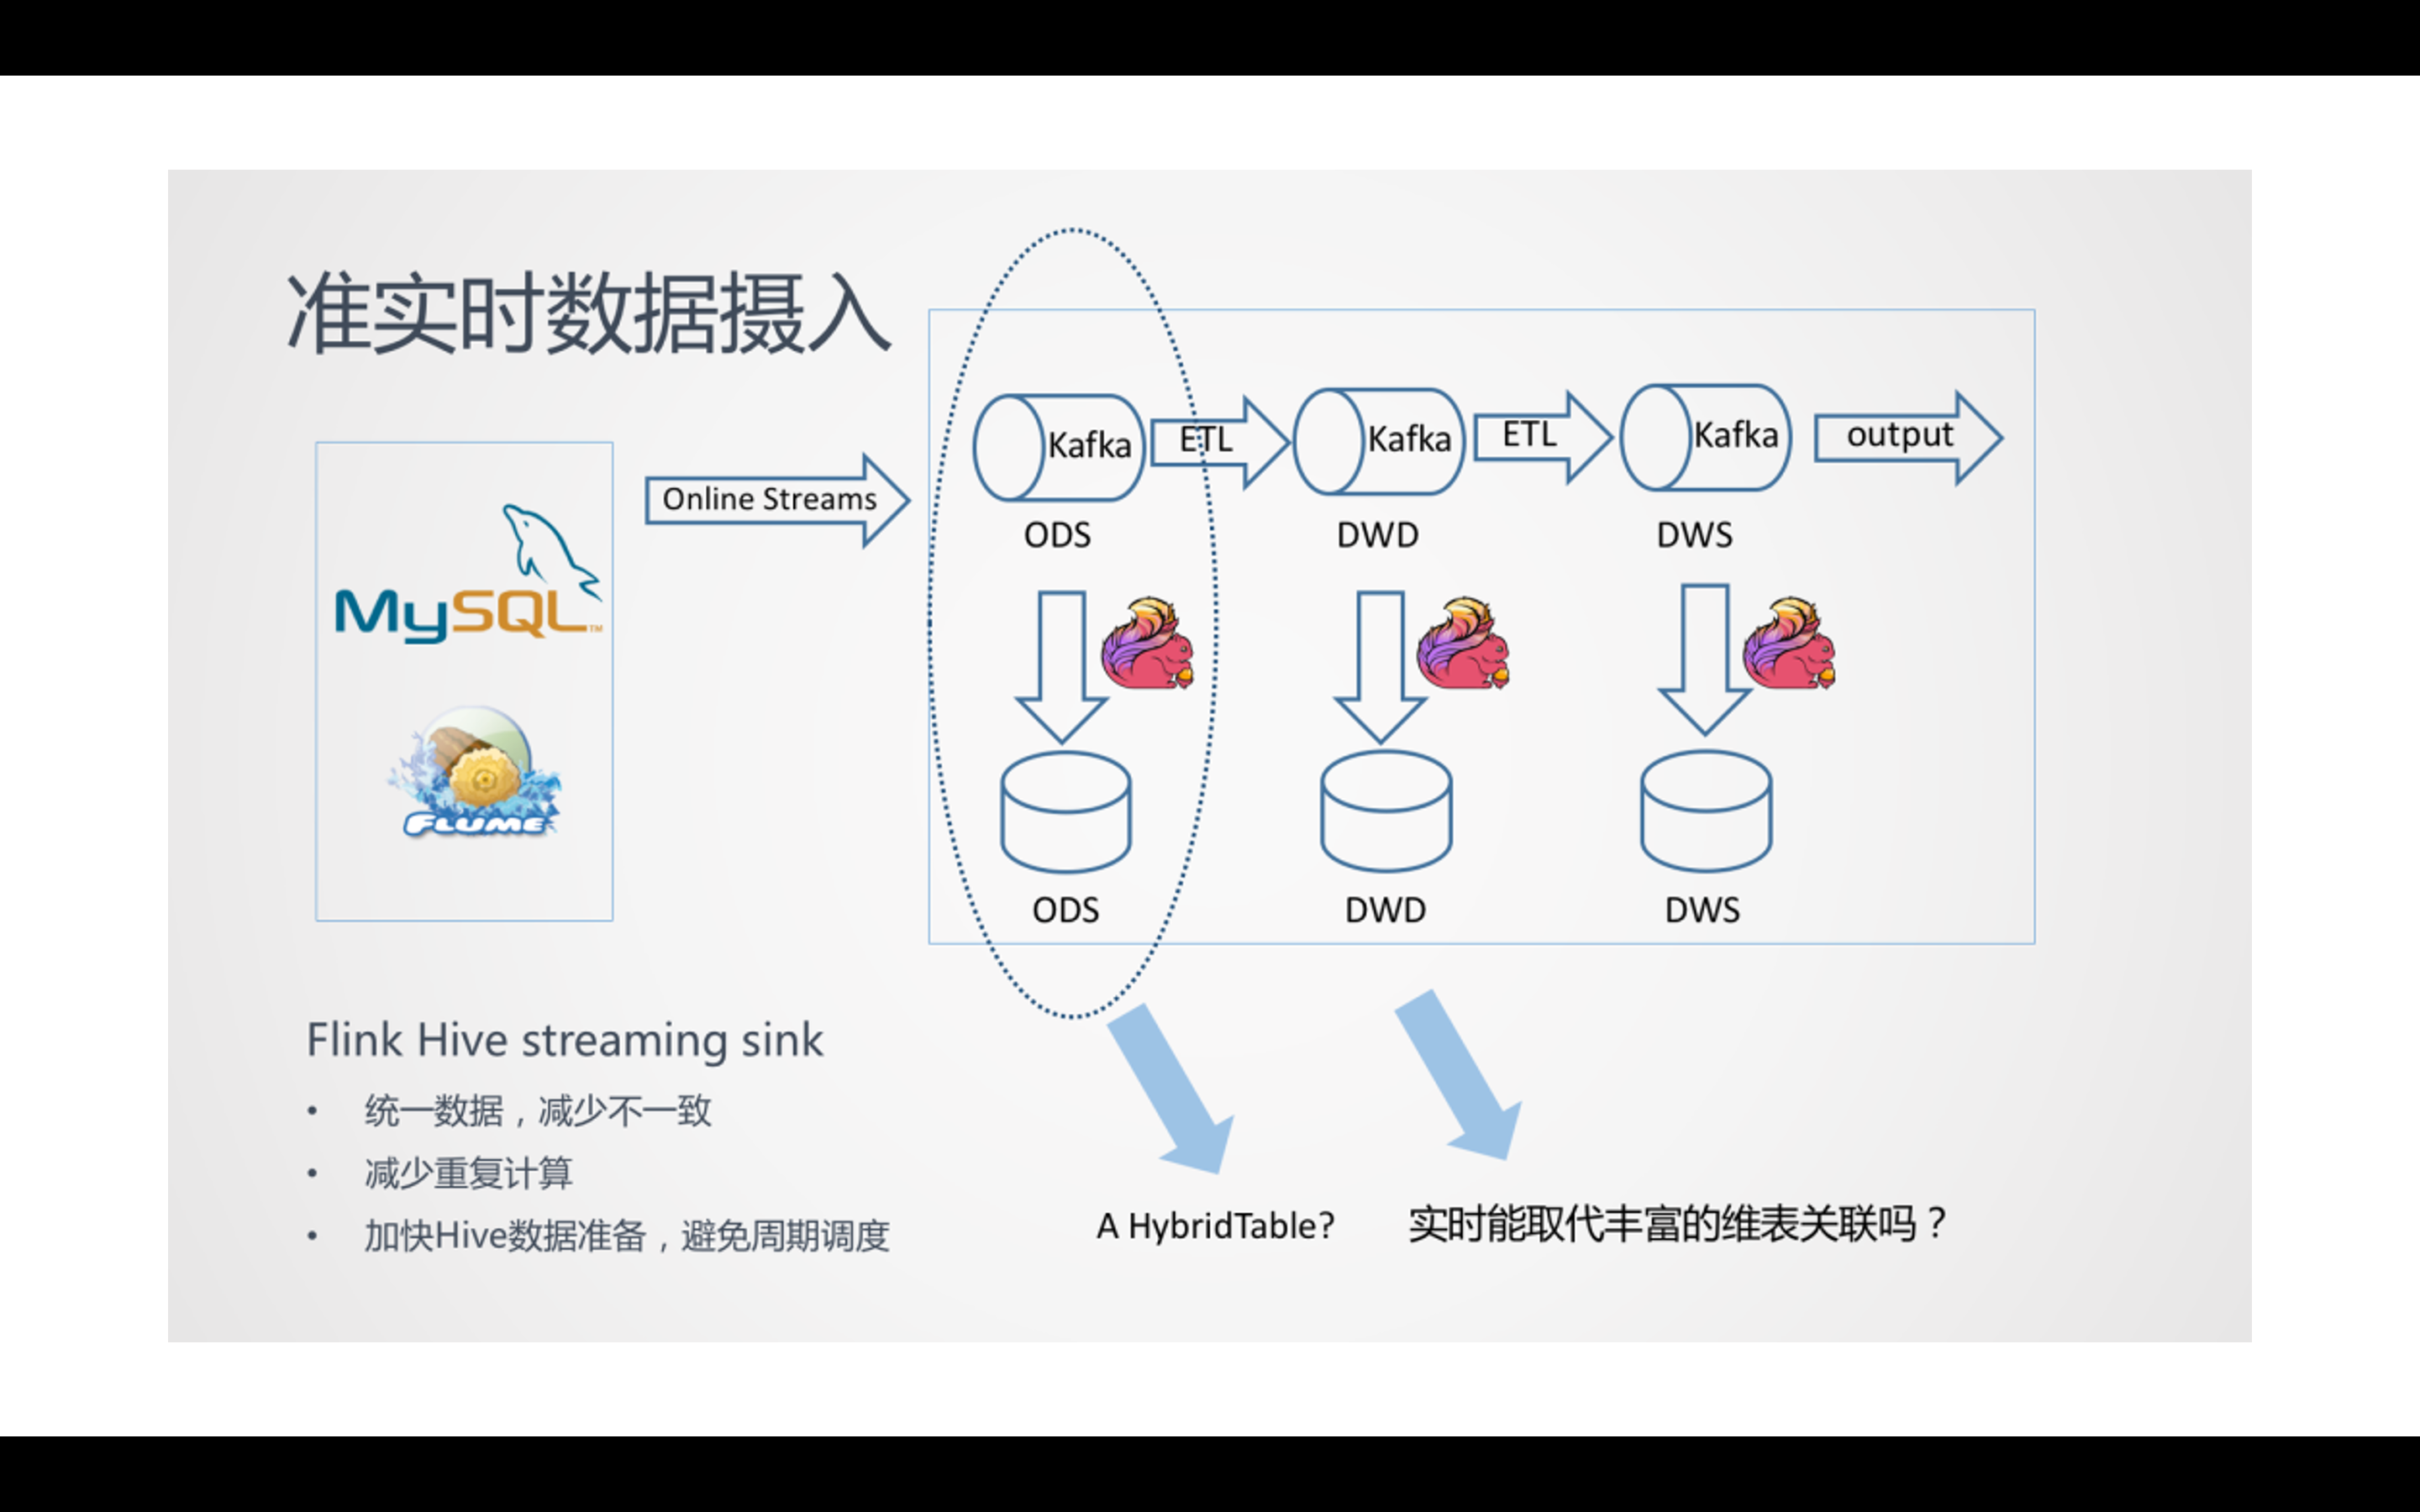 准实时数据摄入
MySQL™
FLUME
Online Streams
Kafka
ETL
Kafka
ETL
Kafka
output
ODS
DWD
DWS
ODS
DWD
DWS
Flink Hive streaming sink
• 统一数据，减少不一致
• 减少重复计算
• 加快Hive数据准备，避免周期调度
A HybridTable?
实时能取代丰富的维表关联吗？